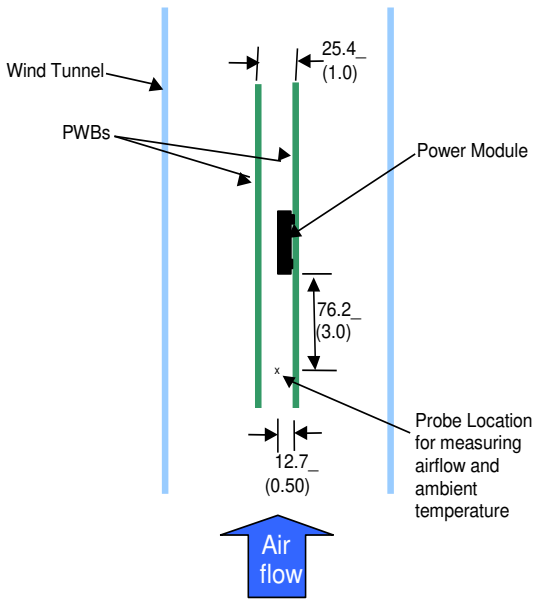 25.4_
(1.0)
Wind Tunnel
PWBs
Power Module
76.2_
(3.0)
x
Probe Location
for measuring
airflow and
ambient
temperature
12.7_
(0.50)
Air
flow